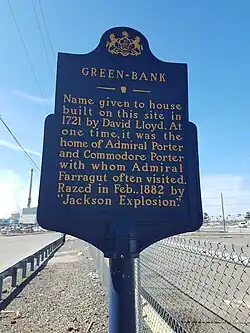 GREEN-BANK
Name given to house
built on this site in
1721 by David Lloyd. At
one time, it was the
home of Admiral Porter
and Commodore Porter
with whom Admiral
Farragut often visited.
Razed in Feb., 1882 by
"Jackson Explosion."